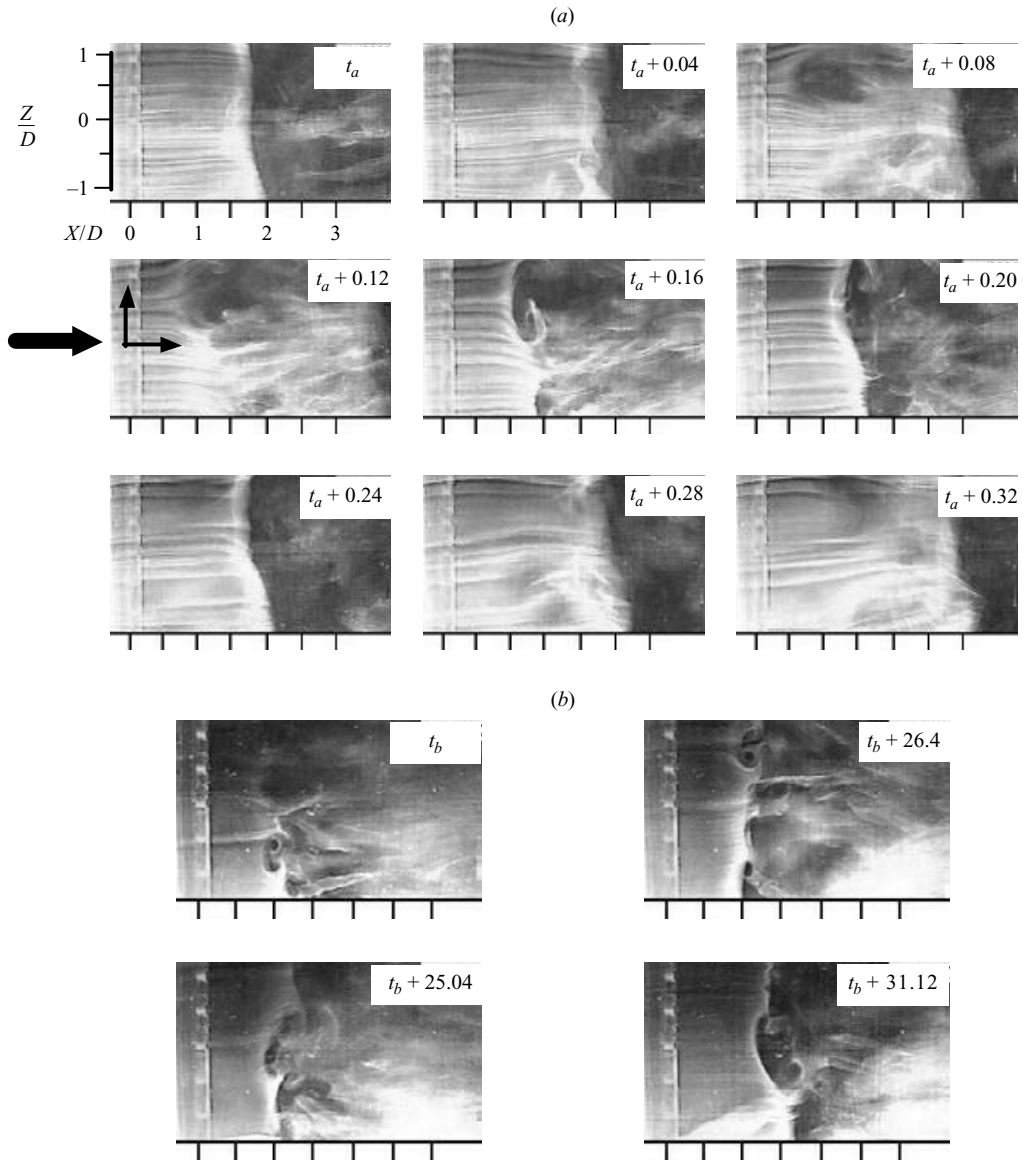 (a)
1
0
–1
Z
D
t_a
t_a + 0.04
t_a + 0.08
X/D 0 1 2 3
t_a + 0.12
t_a + 0.16
t_a + 0.20
t_a + 0.24
t_a + 0.28
t_a + 0.32
(b)
t_b
t_b + 26.4
t_b + 25.04
t_b + 31.12